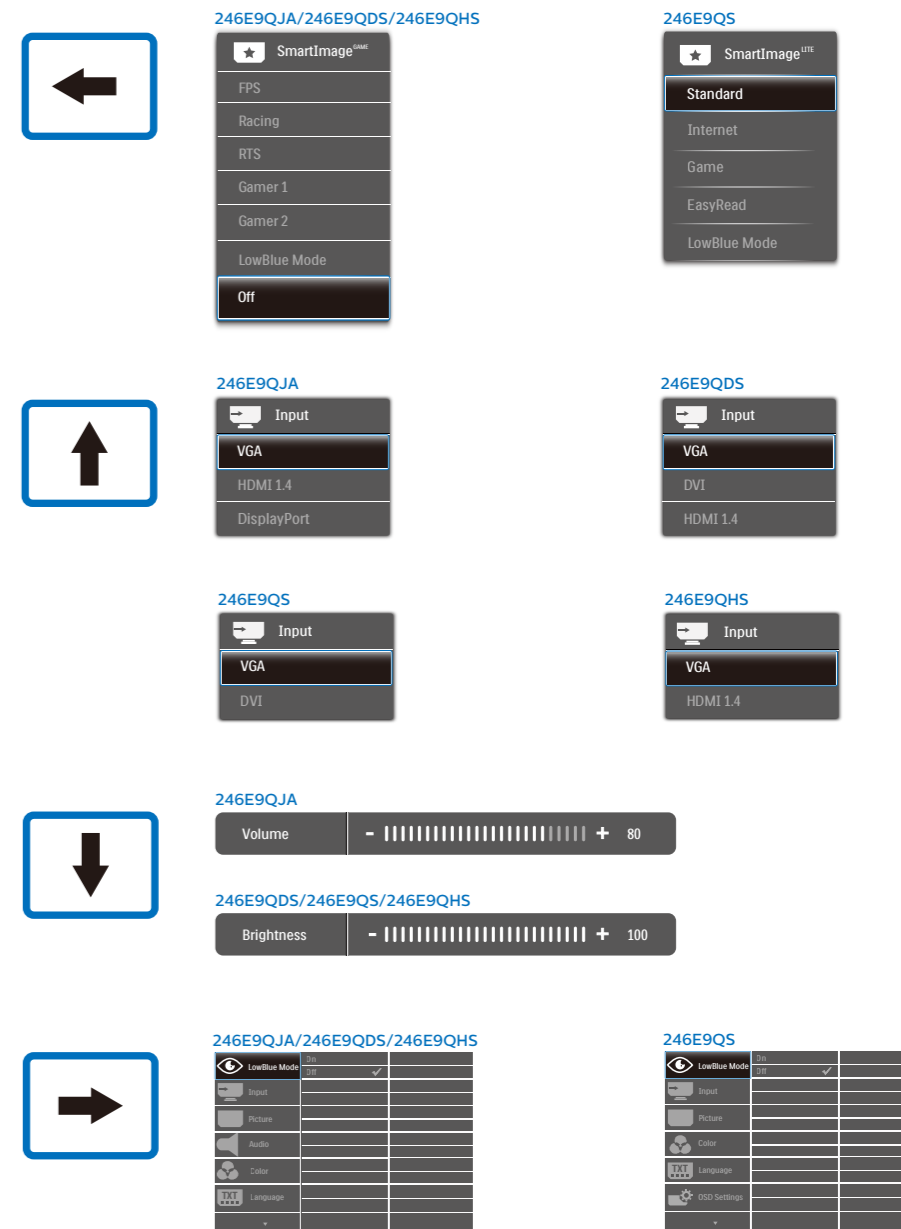 246E9QJA/246E9QDS/246E9QHS
SmartImage GAME
FPS
Racing
RTS
Gamer 1
Gamer 2
LowBlue Mode
Off
246E9QS
SmartImage LITE
Standard
Internet
Game
EasyRead
LowBlue Mode
246E9QJA
Input
VGA
HDMI 1.4
DisplayPort
246E9QDS
Input
VGA
DVI
HDMI 1.4
246E9QS
Input
VGA
DVI
246E9QHS
Input
VGA
HDMI 1.4
246E9QJA
Volume - + 80
246E9QDS/246E9QS/246E9QHS
Brightness - + 100
246E9QJA/246E9QDS/246E9QHS
LowBlue Mode
On
Off
Input
Picture
Audio
Color
TXT Language
246E9QS
LowBlue Mode
On
Off
Input
Picture
Color
TXT Language
OSD Settings